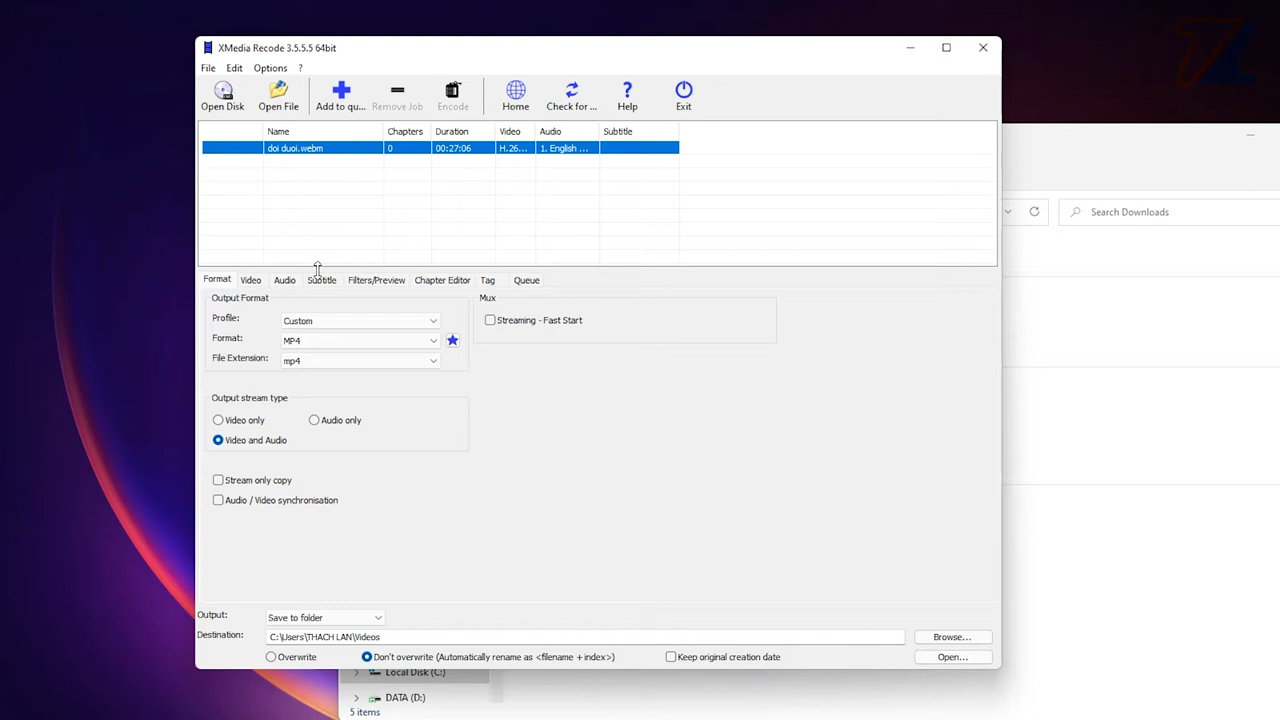 XMedia Recode 3.5.5.5 64bit
File Edit Options ?
Open Disk Open File Add to qu... Remove Job Encode Home Check for ... Help Exit
Name Chapters Duration Video Audio Subtitle
doi duoi.webm 0 00:27:06 H.26... 1. English ...
Search Downloads
Format Video Audio Subtitle Filters/Preview Chapter Editor Tag Queue
Output Format
Mux
Profile: Custom
Streaming - Fast Start
Format: MP4
File Extension: mp4
Output stream type
Video only Audio only
Video and Audio
Stream only copy
Audio / Video synchronisation
Output: Save to folder
Destination: C:\Users\THACH LAN\Videos Browse...
Overwrite Don't overwrite (Automatically rename as <filename + index>) Keep original creation date Open...
Local Disk (C:)
DATA (D:)
5 items